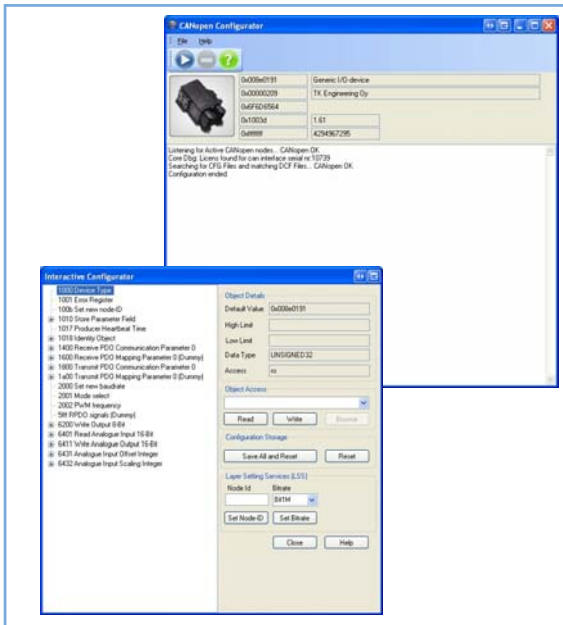 CANopen Configurator
File Help
0x008e0191 Generic I/O device
0x00000209 TK Engineering Oy
0x6F6D6564
0x1003d 1.61
0xffffffff 4294967295
Listening for Active CANopen nodes... CANopen OK
Core Dbg: Licens found for can interface serial nr:10739
Searching for CFG Files and matching DCF Files... CANopen OK
Configuration ended
Interactive Configurator
1000 Device Type
1001 Error Register
100b Set new node-ID
1010 Store Parameter Field
1017 Producer Heartbeat Time
1018 Identity Object
1400 Receive PDO Communication Parameter 0
1600 Receive PDO Mapping Parameter 0 (Dummy)
1800 Transmit PDO Communication Parameter 0
1a00 Transmit PDO Mapping Parameter 0 (Dummy)
2000 Set new baudrate
2001 Mode select
2002 PWM frequency
5fff RPDO signals (Dummy)
6200 Write Output 8-Bit
6401 Read Analogue Input 16-Bit
6411 Write Analogue Output 16-Bit
6431 Analogue Input Offset Integer
6432 Analogue Input Scaling Integer
Object Details
Default Value 0x008e0191
High Limit
Low Limit
Data Type UNSIGNED32
Access ro
Object Access
Read Write Browse
Configuration Storage
Save All and Reset Reset
Layer Setting Services (LSS)
Node Id Bitrate
BitTM
Set Node-ID Set Bitrate
Close Help